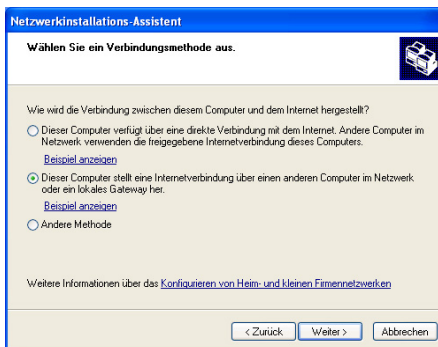 Netzwerkinstallations-Assistent
Wählen Sie ein Verbindungsmethode aus.
Wie wird die Verbindung zwischen diesem Computer und dem Internet hergestellt?
Dieser Computer verfügt über eine direkte Verbindung mit dem Internet. Andere Computer im
Netzwerk verwenden die freigegebene Internetverbindung dieses Computers.
Beispiel anzeigen
Dieser Computer stellt eine Internetverbindung über einen anderen Computer im Netzwerk
oder ein lokales Gateway her.
Beispiel anzeigen
Andere Methode
Weitere Informationen über das Konfigurieren von Heim- und kleinen Firmennetzwerken
< Zurück Weiter > Abbrechen